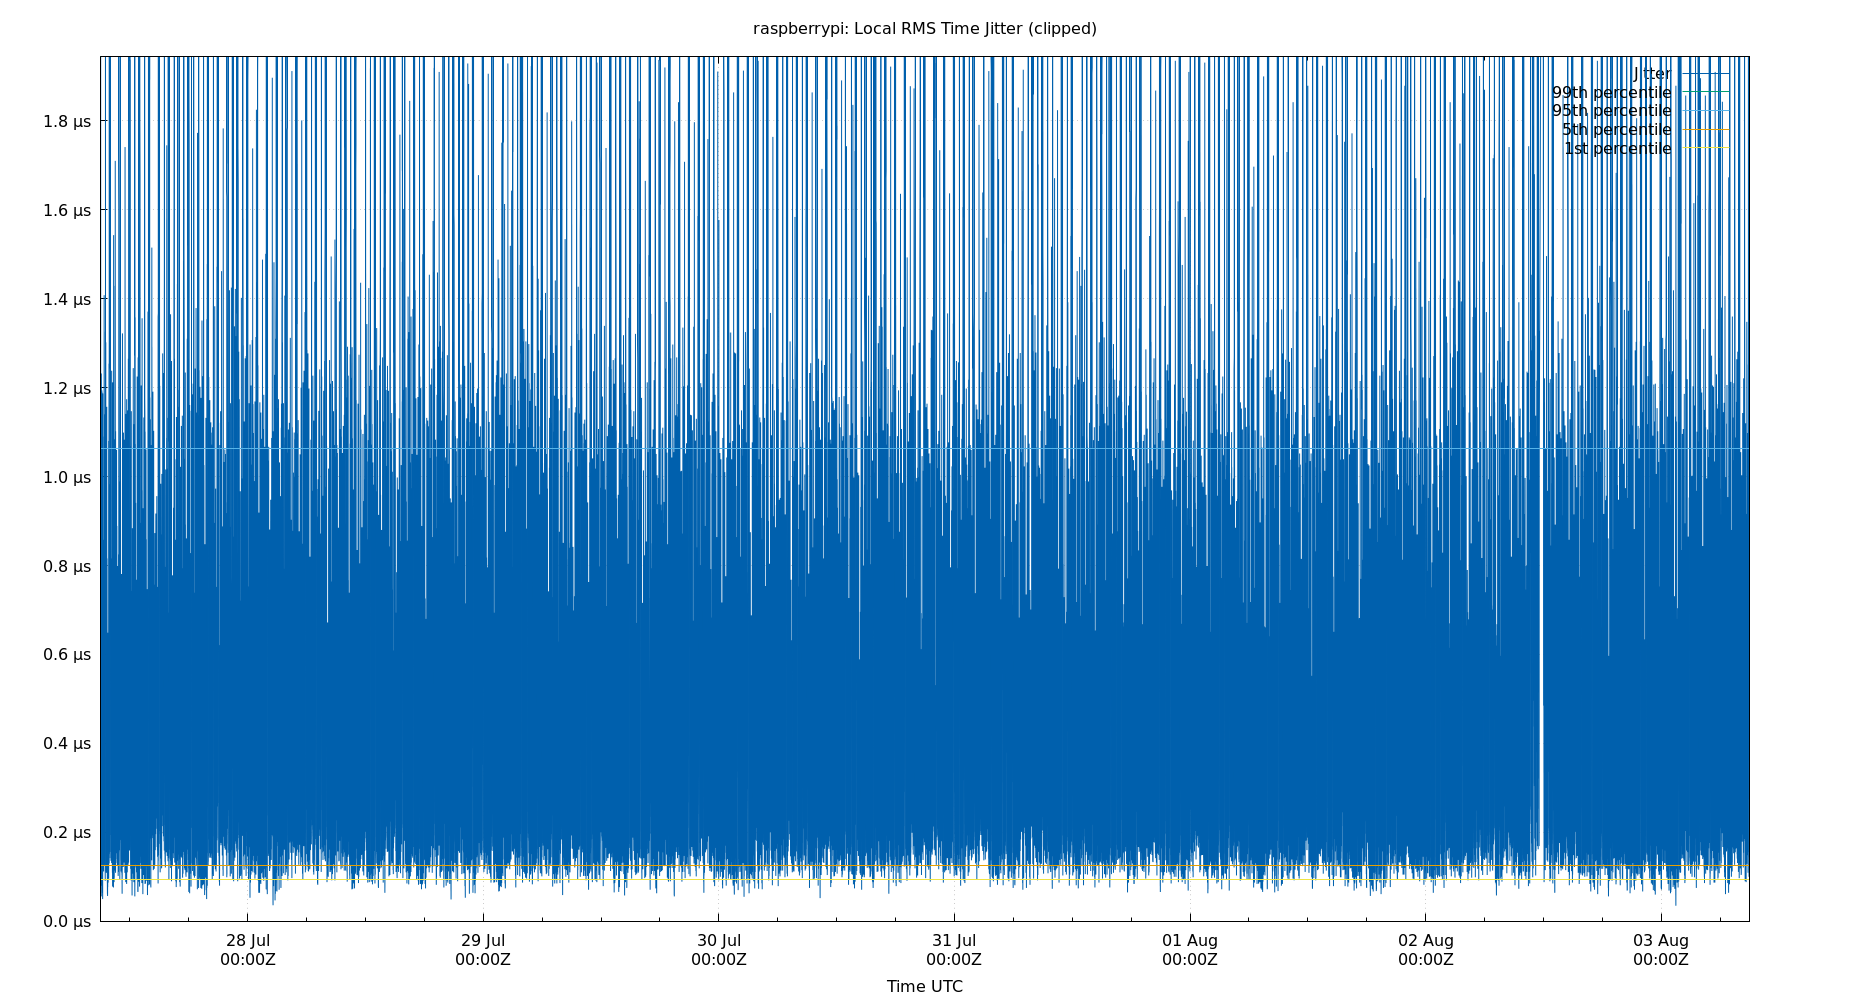 raspberrypi: Local RMS Time Jitter (clipped)
Jitter
99th percentile
95th percentile
5th percentile
1st percentile
1.8 μs
1.6 μs
1.4 μs
1.2 μs
1.0 μs
0.8 μs
0.6 μs
0.4 μs
0.2 μs
0.0 μs
28 Jul 29 Jul 30 Jul 31 Jul 01 Aug 02 Aug 03 Aug
00:00Z 00:00Z 00:00Z 00:00Z 00:00Z 00:00Z 00:00Z
Time UTC